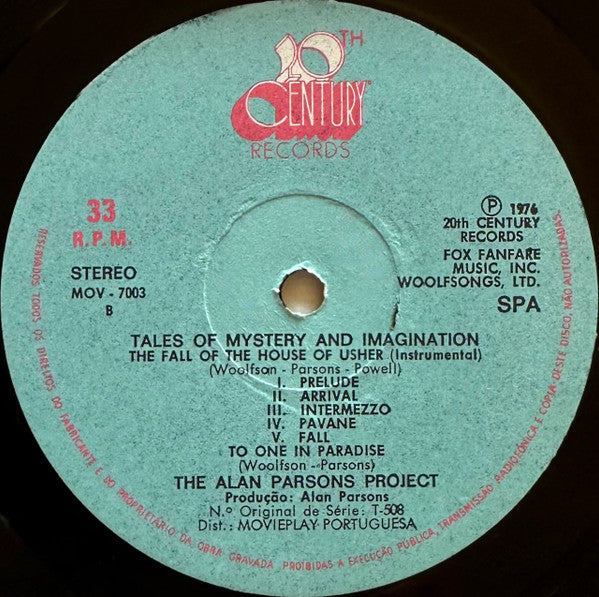 20TH
CENTURY
RECORDS
33
R.P.M.
STEREO
MOV - 7003
B
Ⓟ 1976
20th CENTURY
RECORDS
FOX FANFARE
MUSIC, INC.
WOOLFSONGS, LTD.
SPA
TALES OF MYSTERY AND IMAGINATION
THE FALL OF THE HOUSE OF USHER (Instrumental)
(Woolfson - Parsons - Powell)
I. PRELUDE
II. ARRIVAL
III. INTERMEZZO
IV. PAVANE
V. FALL
TO ONE IN PARADISE
(Woolfson - Parsons)
THE ALAN PARSONS PROJECT
Produção: Alan Parsons
N.º Original de Série: T-508
Dist.: MOVIEPLAY PORTUGUESA
RESERVADOS TODOS OS DIREITOS DO FABRICANTE E DO PROPRIETÁRIO DA OBRA GRAVADA PROIBIDAS A EXECUÇÃO PÚBLICA, TRANSMISSÃO RADIOFÓNICA E CÓPIA DESTE DISCO, NÃO AUTORIZADAS.